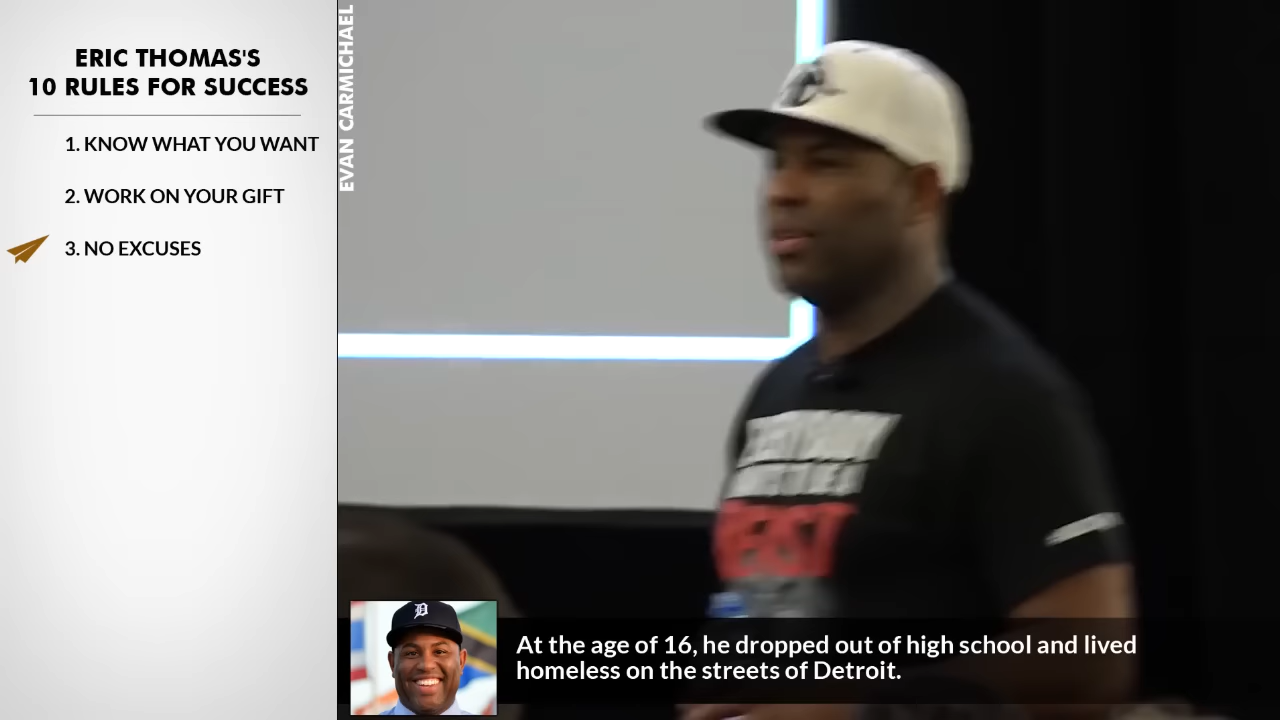 ERIC THOMAS'S
10 RULES FOR SUCCESS
1. KNOW WHAT YOU WANT
2. WORK ON YOUR GIFT
3. NO EXCUSES
EVAN CARMICHAEL
BEAST
At the age of 16, he dropped out of high school and lived
homeless on the streets of Detroit.